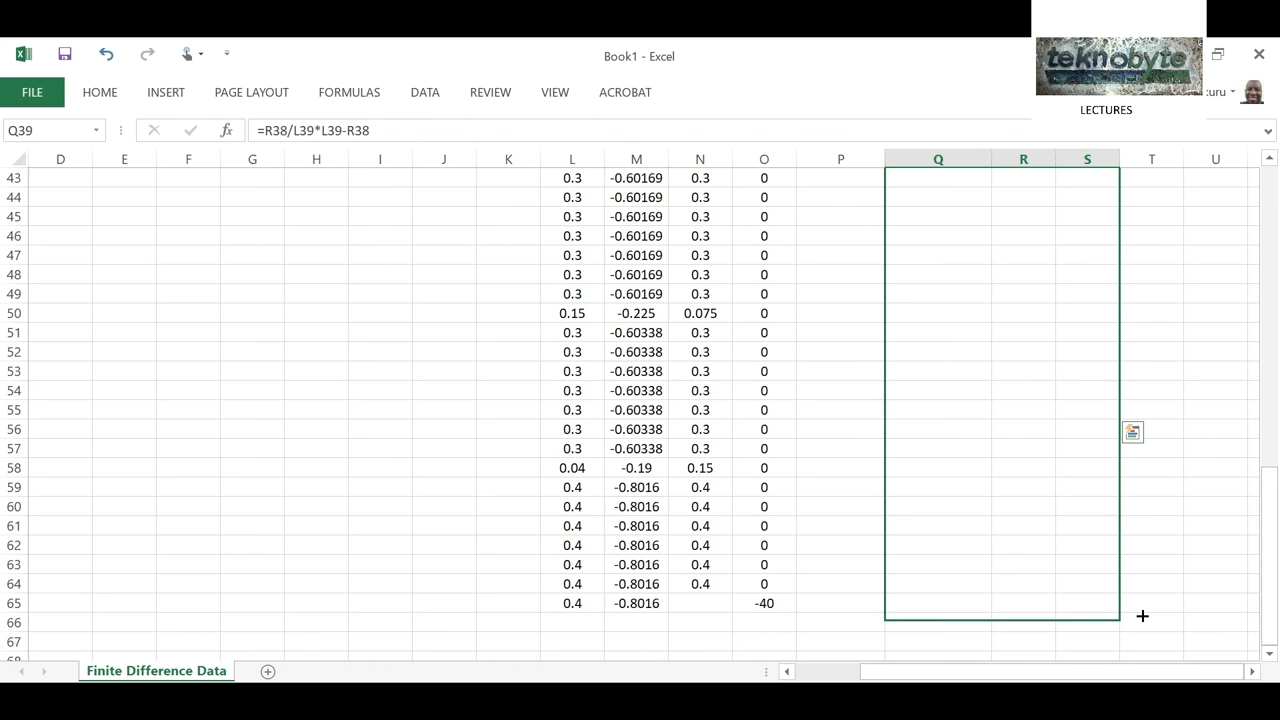 teknobyte
LECTURES
Book1 - Excel
FILE HOME INSERT PAGE LAYOUT FORMULAS DATA REVIEW VIEW ACROBAT
Q39 fx =R38/L39*L39-R38
D E F G H I J K L M N O P Q R S T U
43 0.3 -0.60169 0.3 0
44 0.3 -0.60169 0.3 0
45 0.3 -0.60169 0.3 0
46 0.3 -0.60169 0.3 0
47 0.3 -0.60169 0.3 0
48 0.3 -0.60169 0.3 0
49 0.3 -0.60169 0.3 0
50 0.15 -0.225 0.075 0
51 0.3 -0.60338 0.3 0
52 0.3 -0.60338 0.3 0
53 0.3 -0.60338 0.3 0
54 0.3 -0.60338 0.3 0
55 0.3 -0.60338 0.3 0
56 0.3 -0.60338 0.3 0
57 0.3 -0.60338 0.3 0
58 0.04 -0.19 0.15 0
59 0.4 -0.8016 0.4 0
60 0.4 -0.8016 0.4 0
61 0.4 -0.8016 0.4 0
62 0.4 -0.8016 0.4 0
63 0.4 -0.8016 0.4 0
64 0.4 -0.8016 0.4 0
65 0.4 -0.8016 -40
66
67
Finite Difference Data